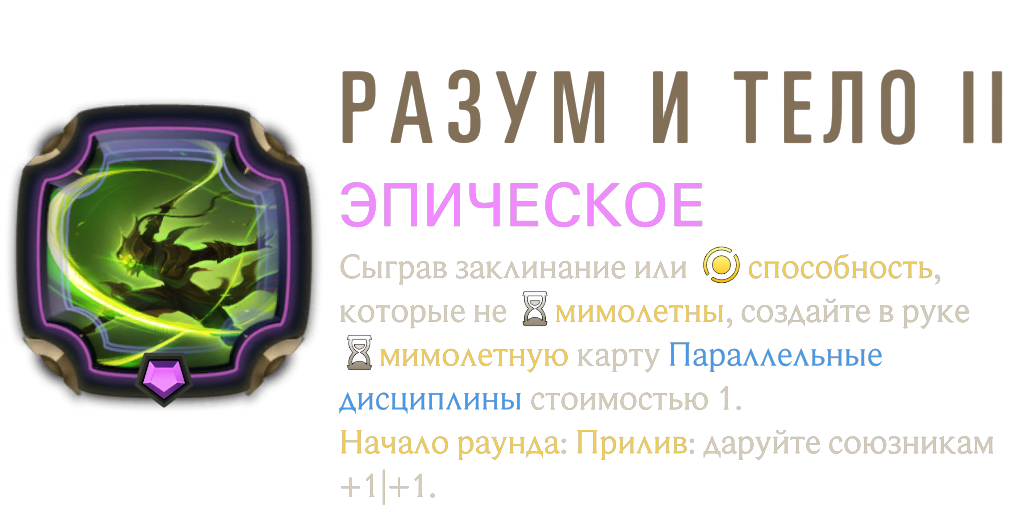 РАЗУМ И ТЕЛО II
ЭПИЧЕСКОЕ
Сыграв заклинание или способность,
которые не мимолетны, создайте в руке
мимолетную карту Параллельные
дисциплины стоимостью 1.
Начало раунда: Прилив: даруйте союзникам
+1|+1.